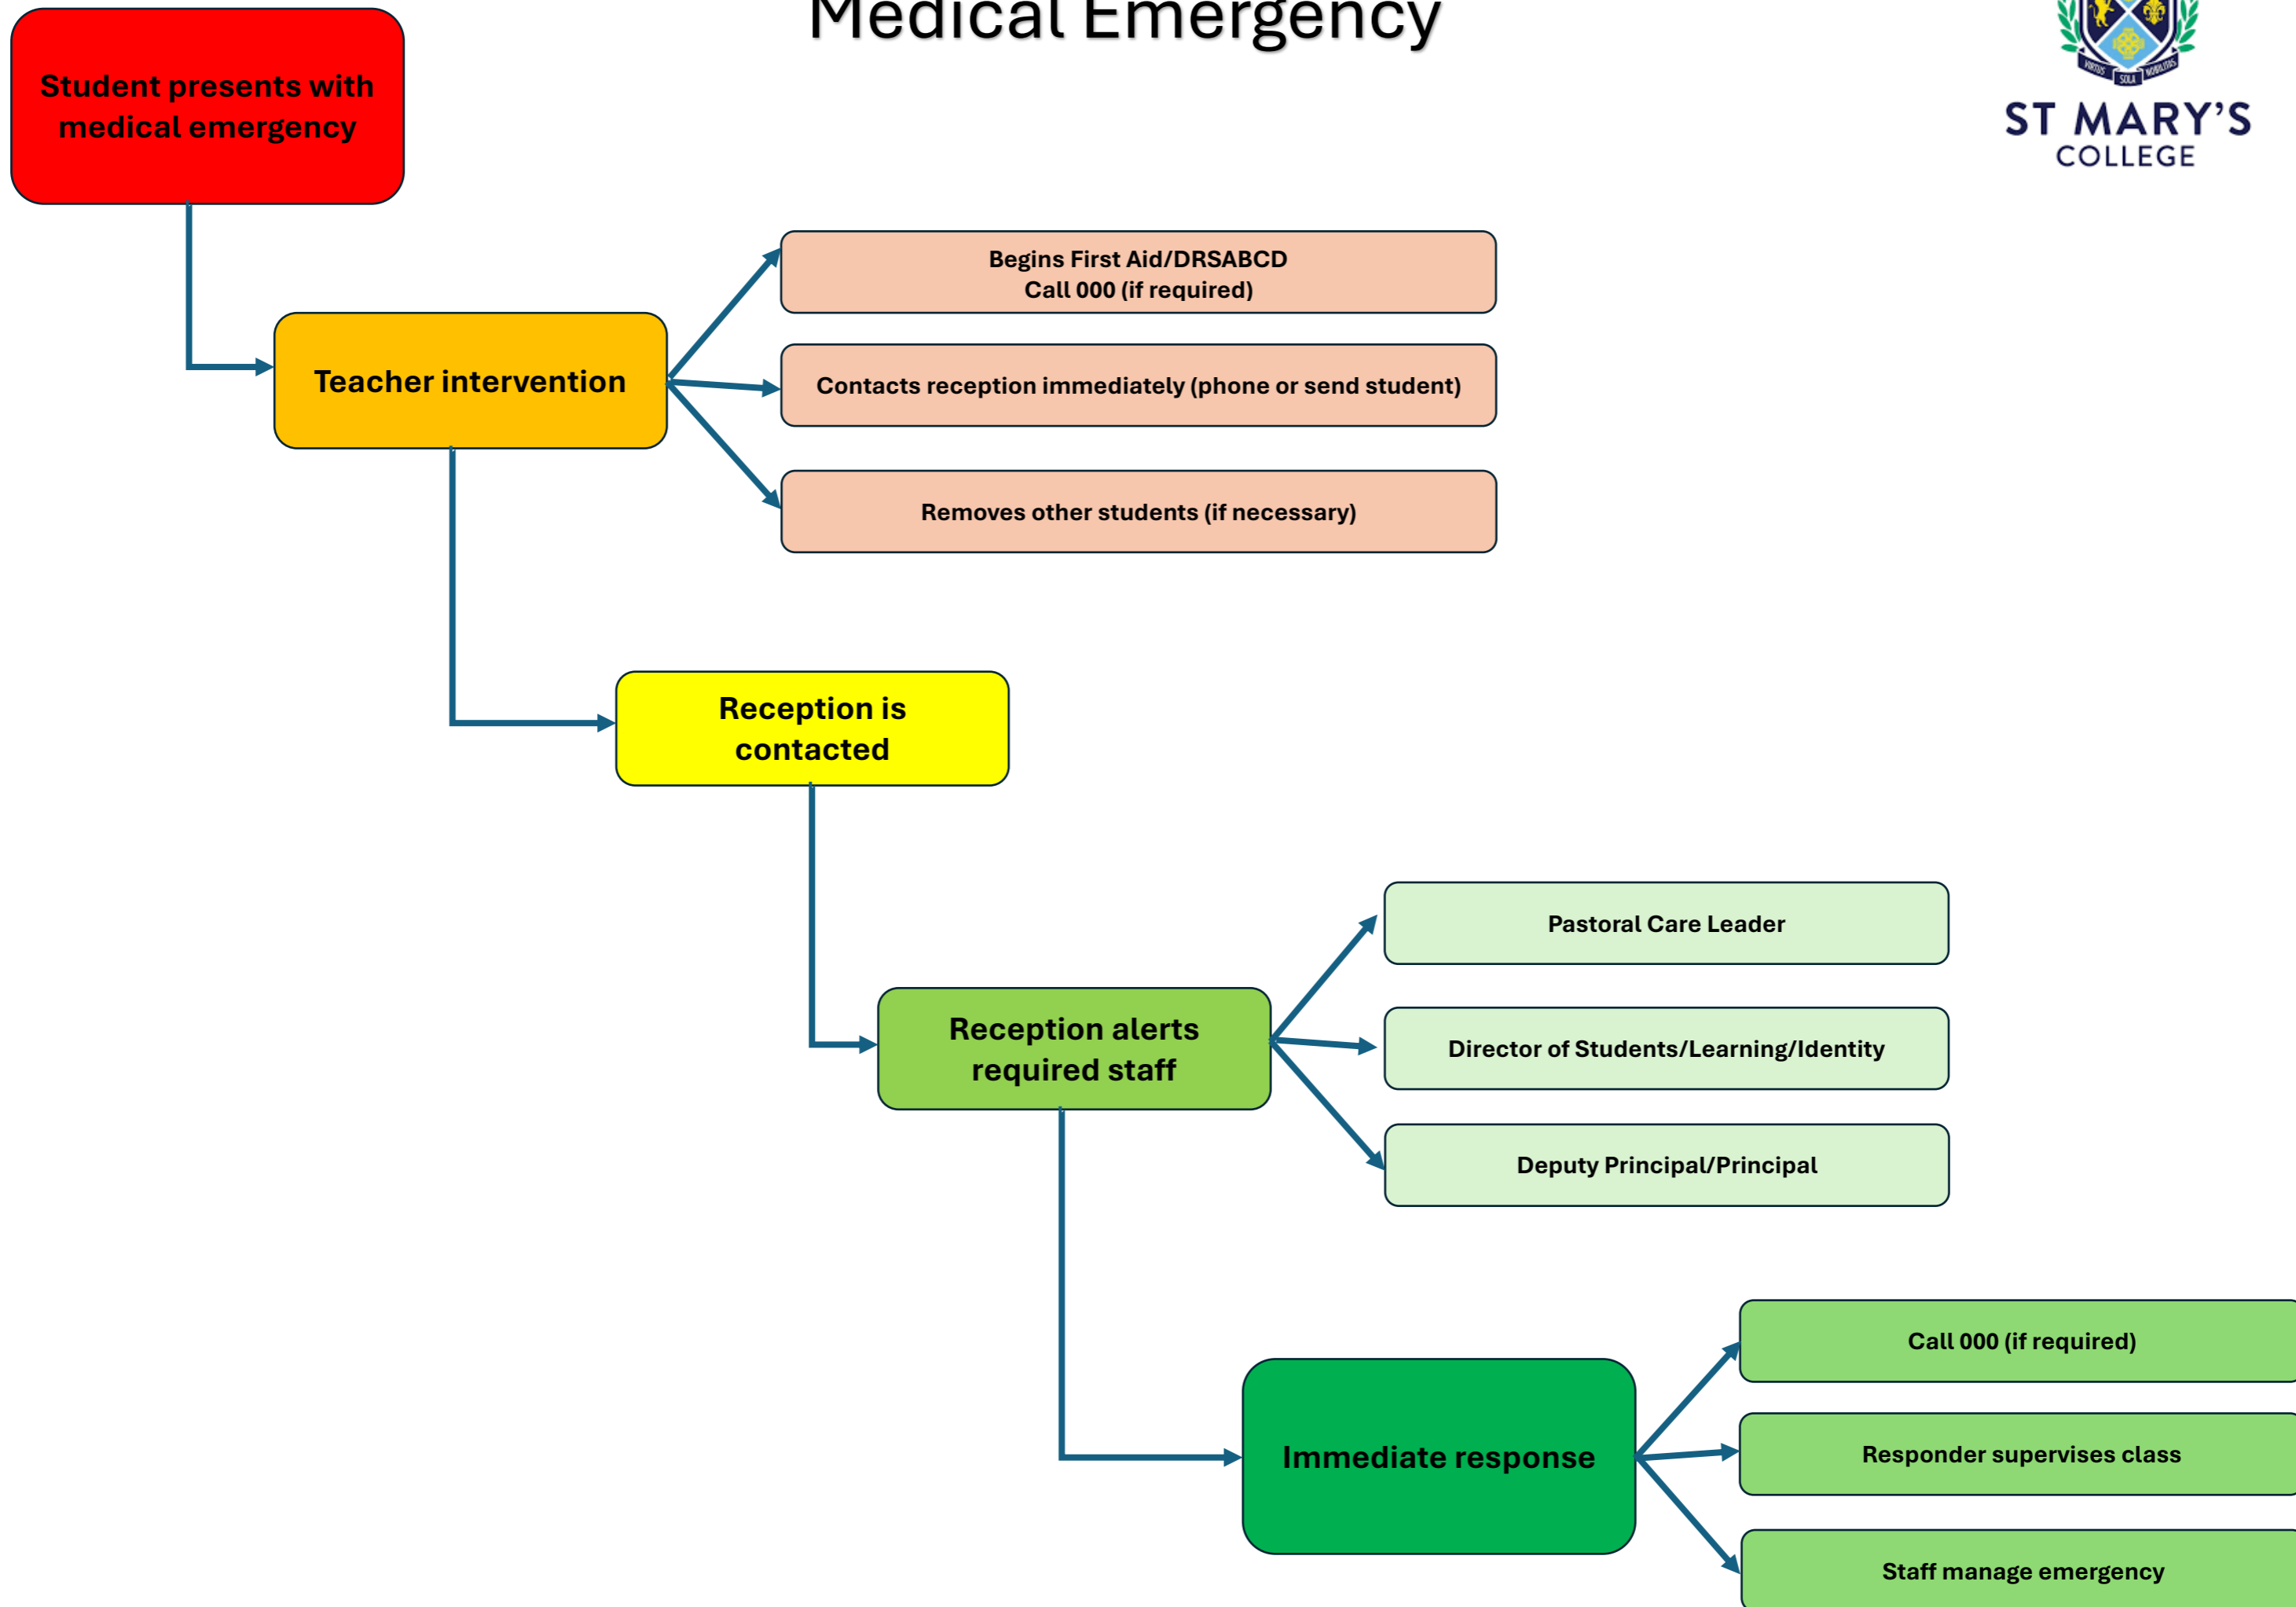 Medical Emergency
VIRTUS SOLA NOBILITAS
ST MARY’S
COLLEGE
Student presents with
medical emergency
Begins First Aid/DRSABCD
Call 000 (if required)
Teacher intervention
Contacts reception immediately (phone or send student)
Removes other students (if necessary)
Reception is
contacted
Pastoral Care Leader
Reception alerts
required staff
Director of Students/Learning/Identity
Deputy Principal/Principal
Call 000 (if required)
Immediate response
Responder supervises class
Staff manage emergency